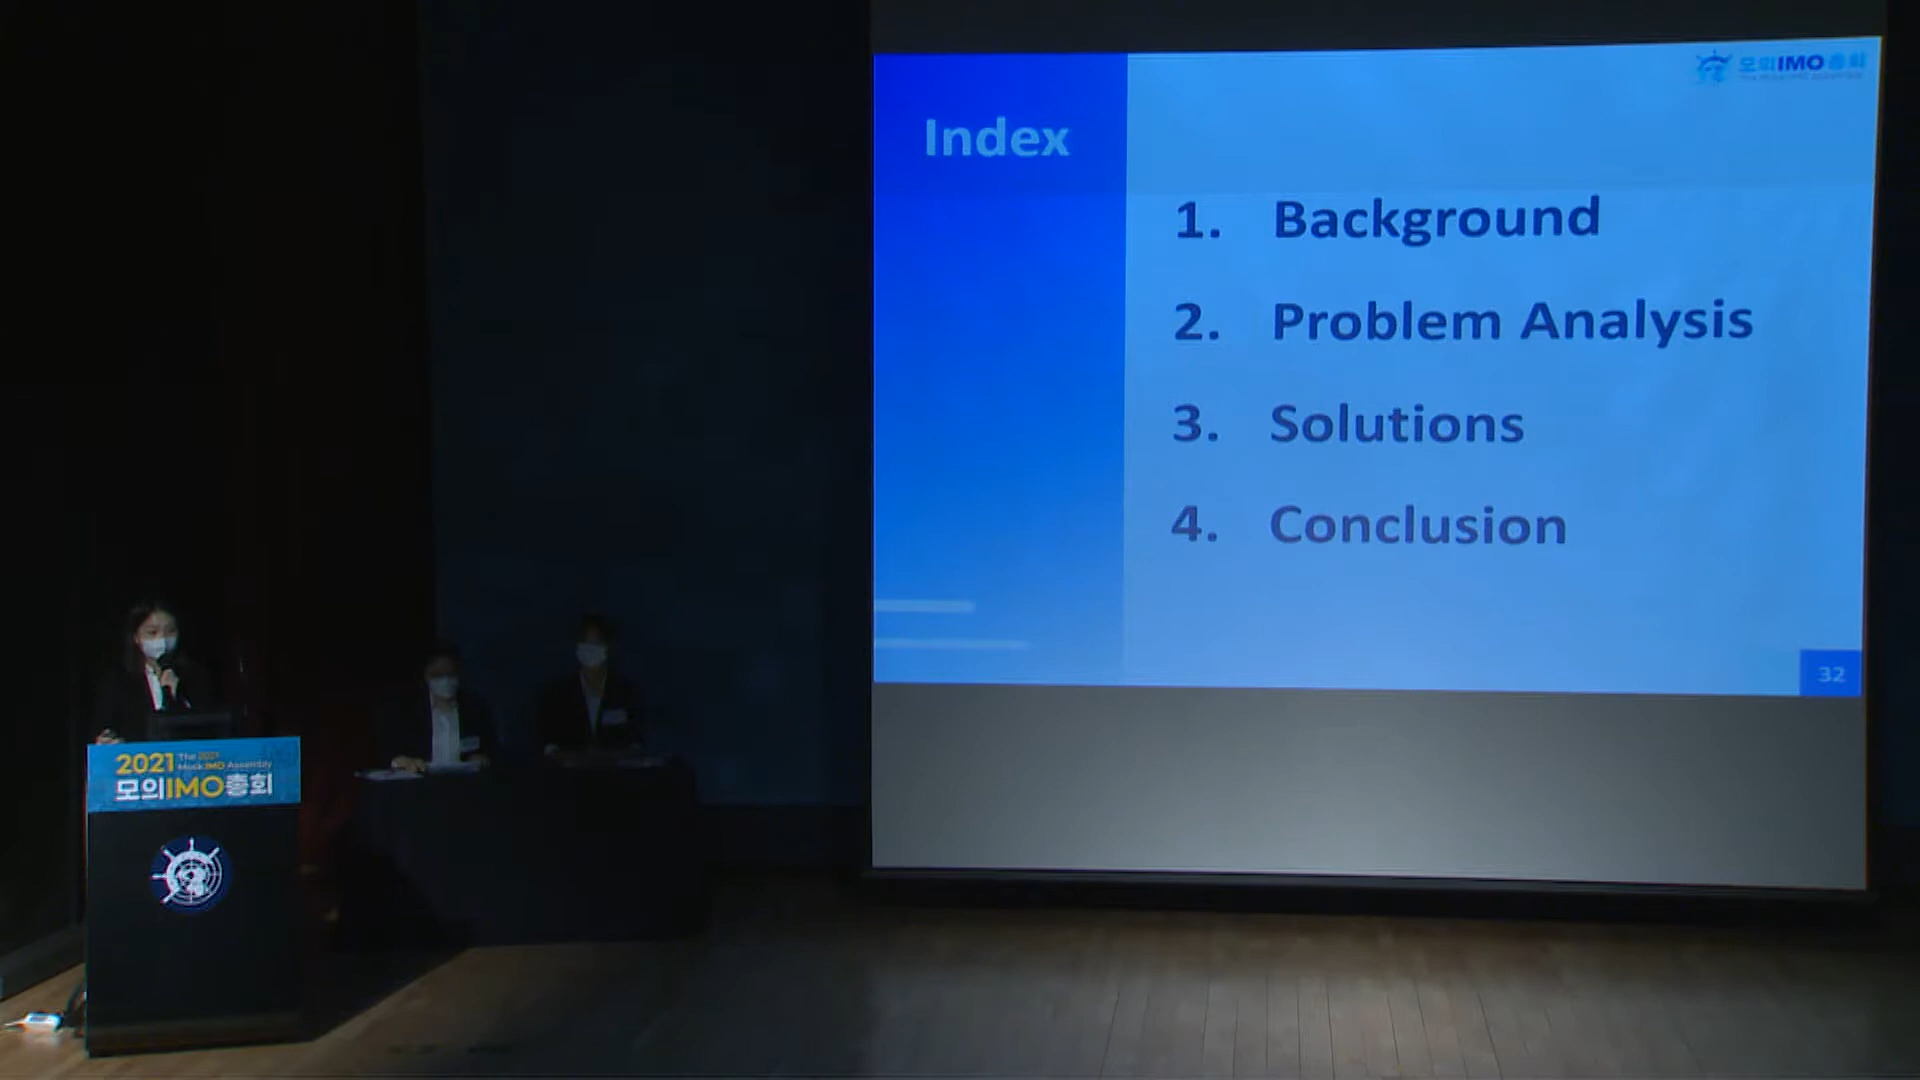 모의IMO총회
Index
1. Background
2. Problem Analysis
3. Solutions
4. Conclusion
32
2021 The 2021
Mock IMO Assembly
모의IMO총회